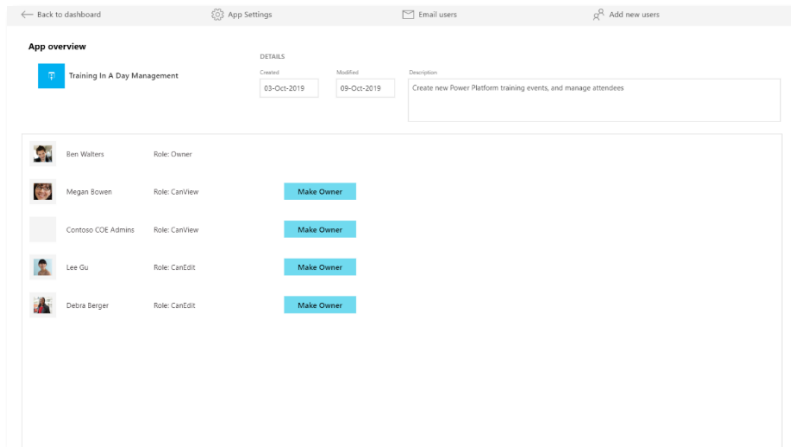 Back to dashboard
App Settings
Email users
Add new users
App overview
Training In A Day Management
DETAILS
Created
Modified
Description
03-Oct-2019
09-Oct-2019
Create new Power Platform training events, and manage attendees
Ben Walters Role: Owner
Megan Bowen Role: CanView Make Owner
Contoso COE Admins Role: CanView Make Owner
Lee Gu Role: CanEdit Make Owner
Debra Berger Role: CanEdit Make Owner